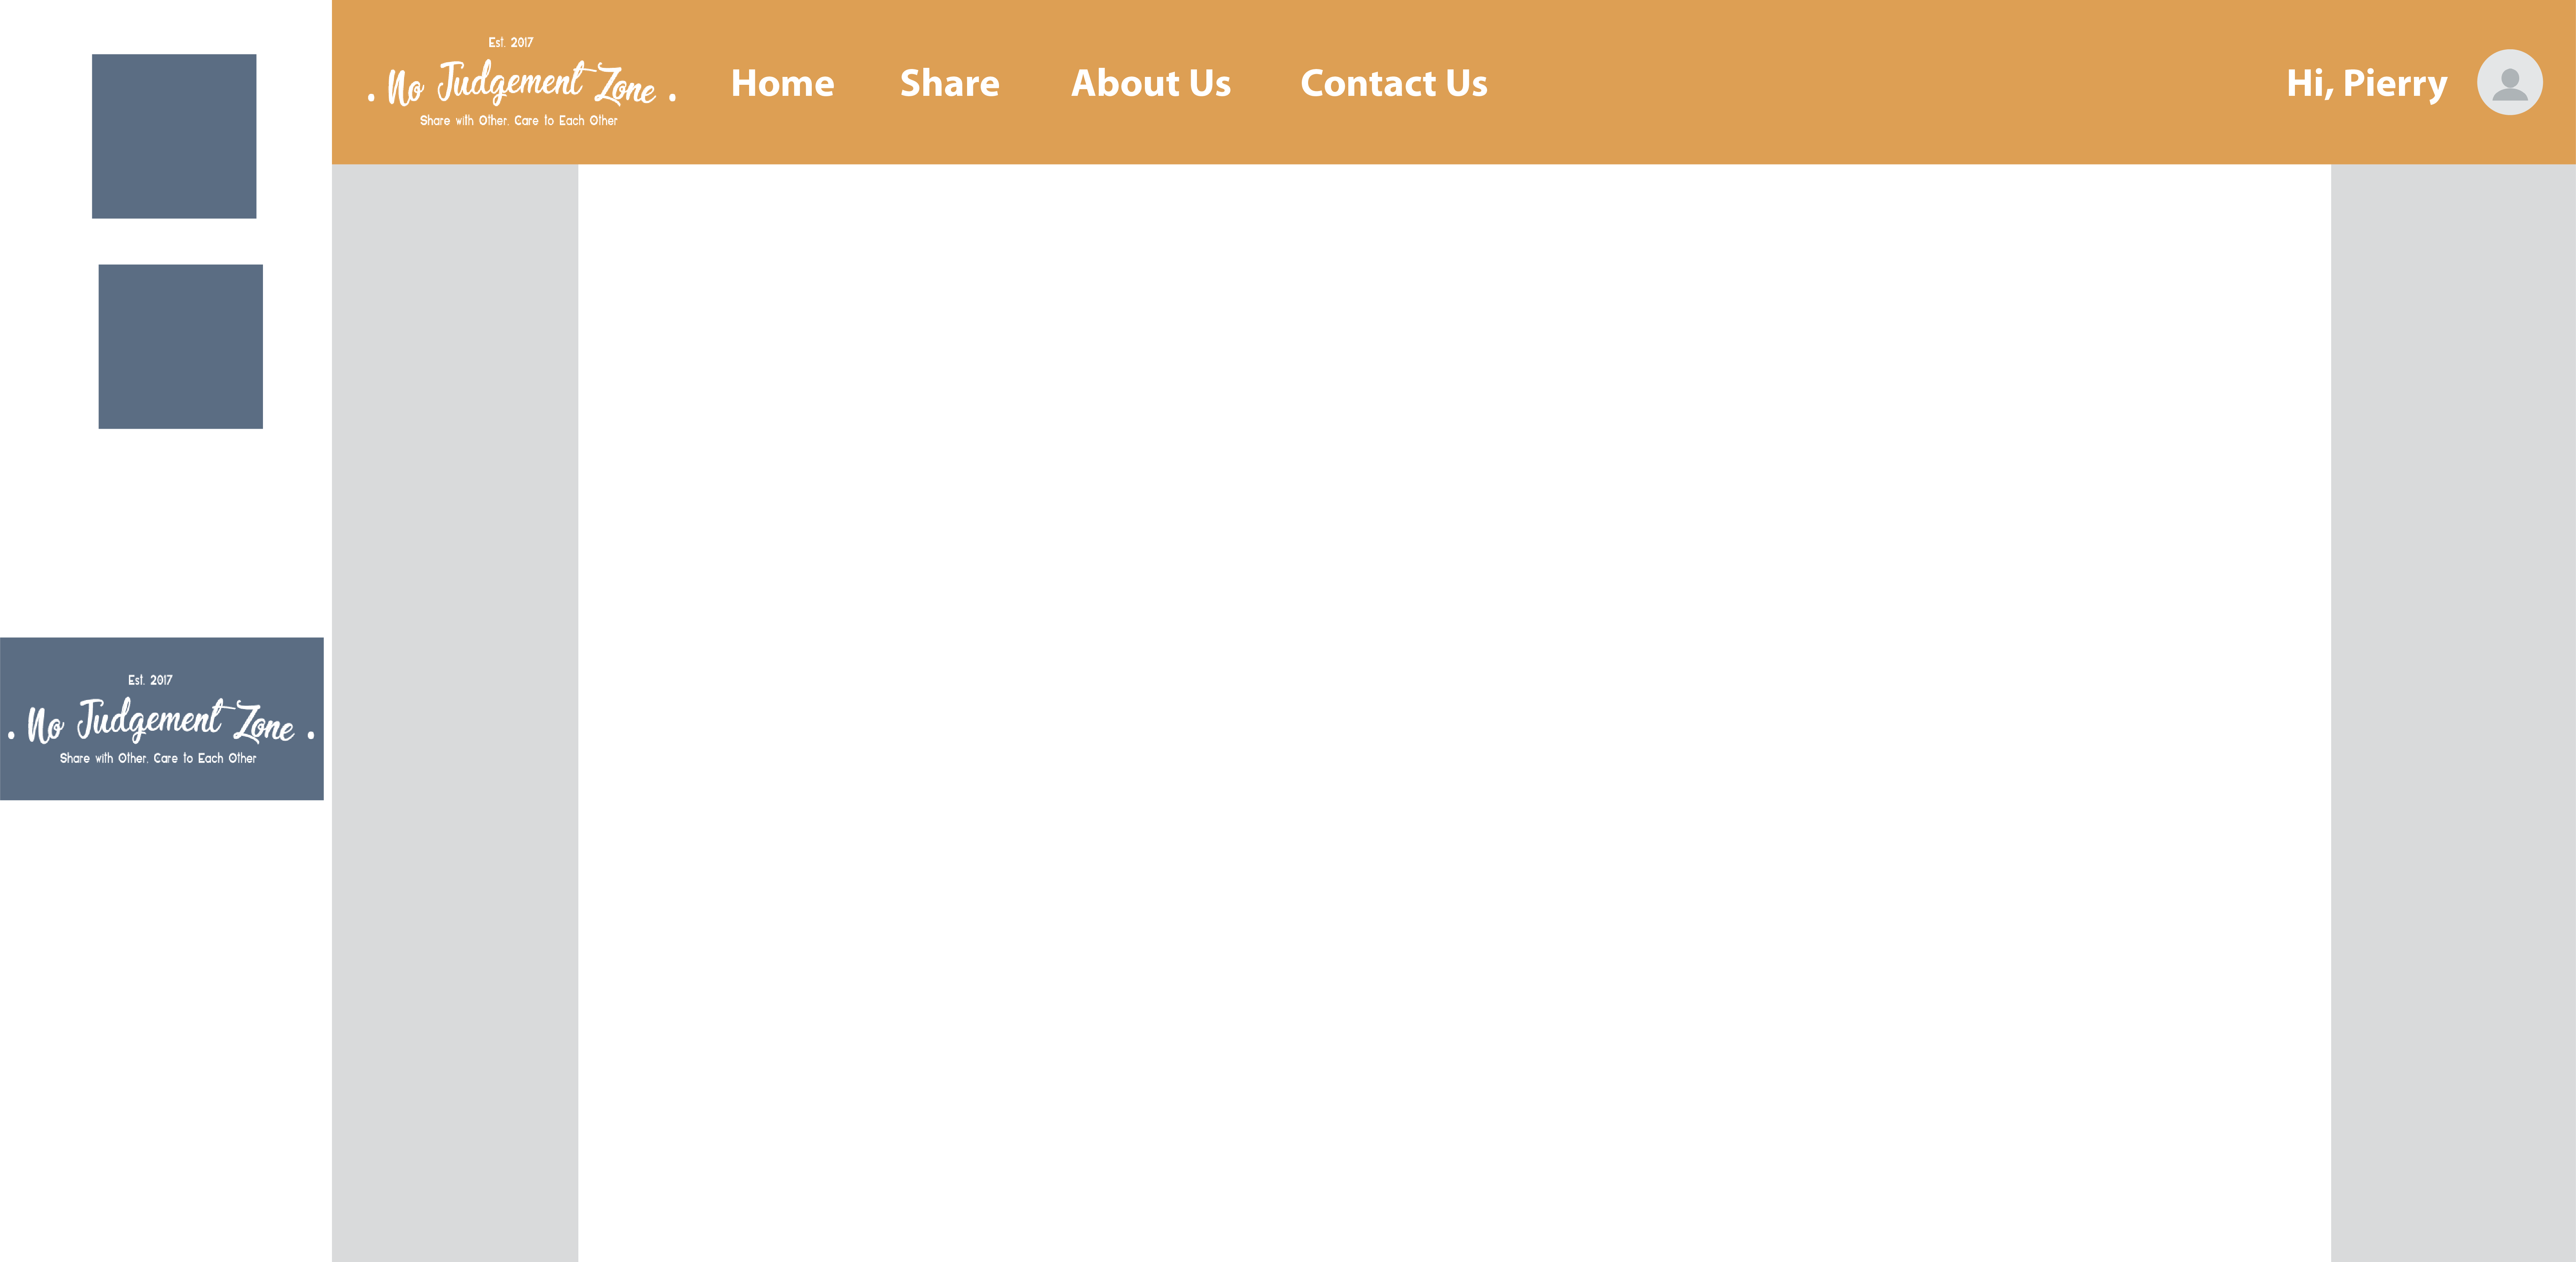 Est. 2017
. No Judgement Zone .
Share with Other. Care to Each Other
Home Share About Us Contact Us
Hi, Pierry
Est. 2017
. No Judgement Zone .
Share with Other. Care to Each Other